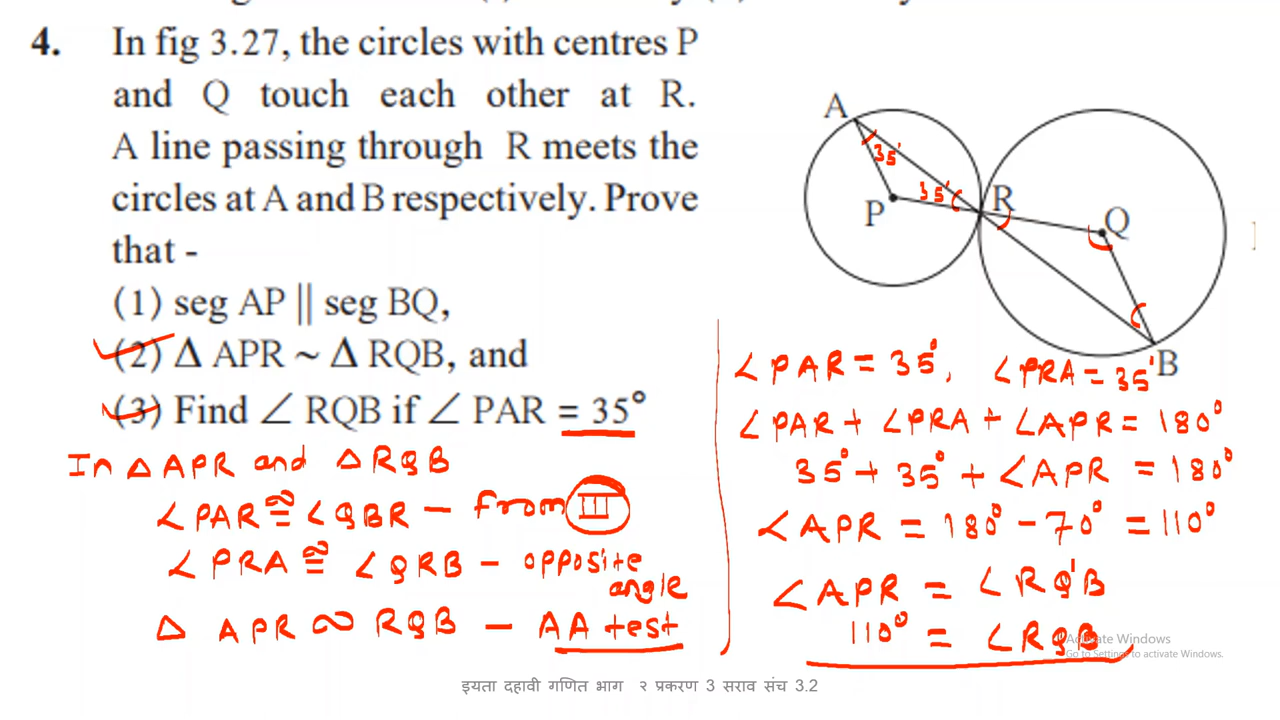 4. In fig 3.27, the circles with centres P
and Q touch each other at R.
A line passing through R meets the
circles at A and B respectively. Prove
that -
(1) seg AP || seg BQ,
(2) Δ APR ~ Δ RQB, and
(3) Find ∠ RQB if ∠ PAR = 35°
A
35°
35°
P
R
Q
B
In Δ APR and Δ RQB
∠PAR ≅ ∠QBR - from III
∠PRA ≅ ∠QRB - opposite
angle
Δ APR ∾ RQB - AA test
∠PAR = 35°, ∠PRA = 35°
∠PAR + ∠PRA + ∠APR = 180°
35° + 35° + ∠APR = 180°
∠APR = 180° - 70° = 110°
∠APR = ∠RQB
110° = ∠RQB
Activate Windows
Go to Settings to activate Windows.
इयता दहावी गणित भाग २ प्रकरण 3 सराव संच 3.2